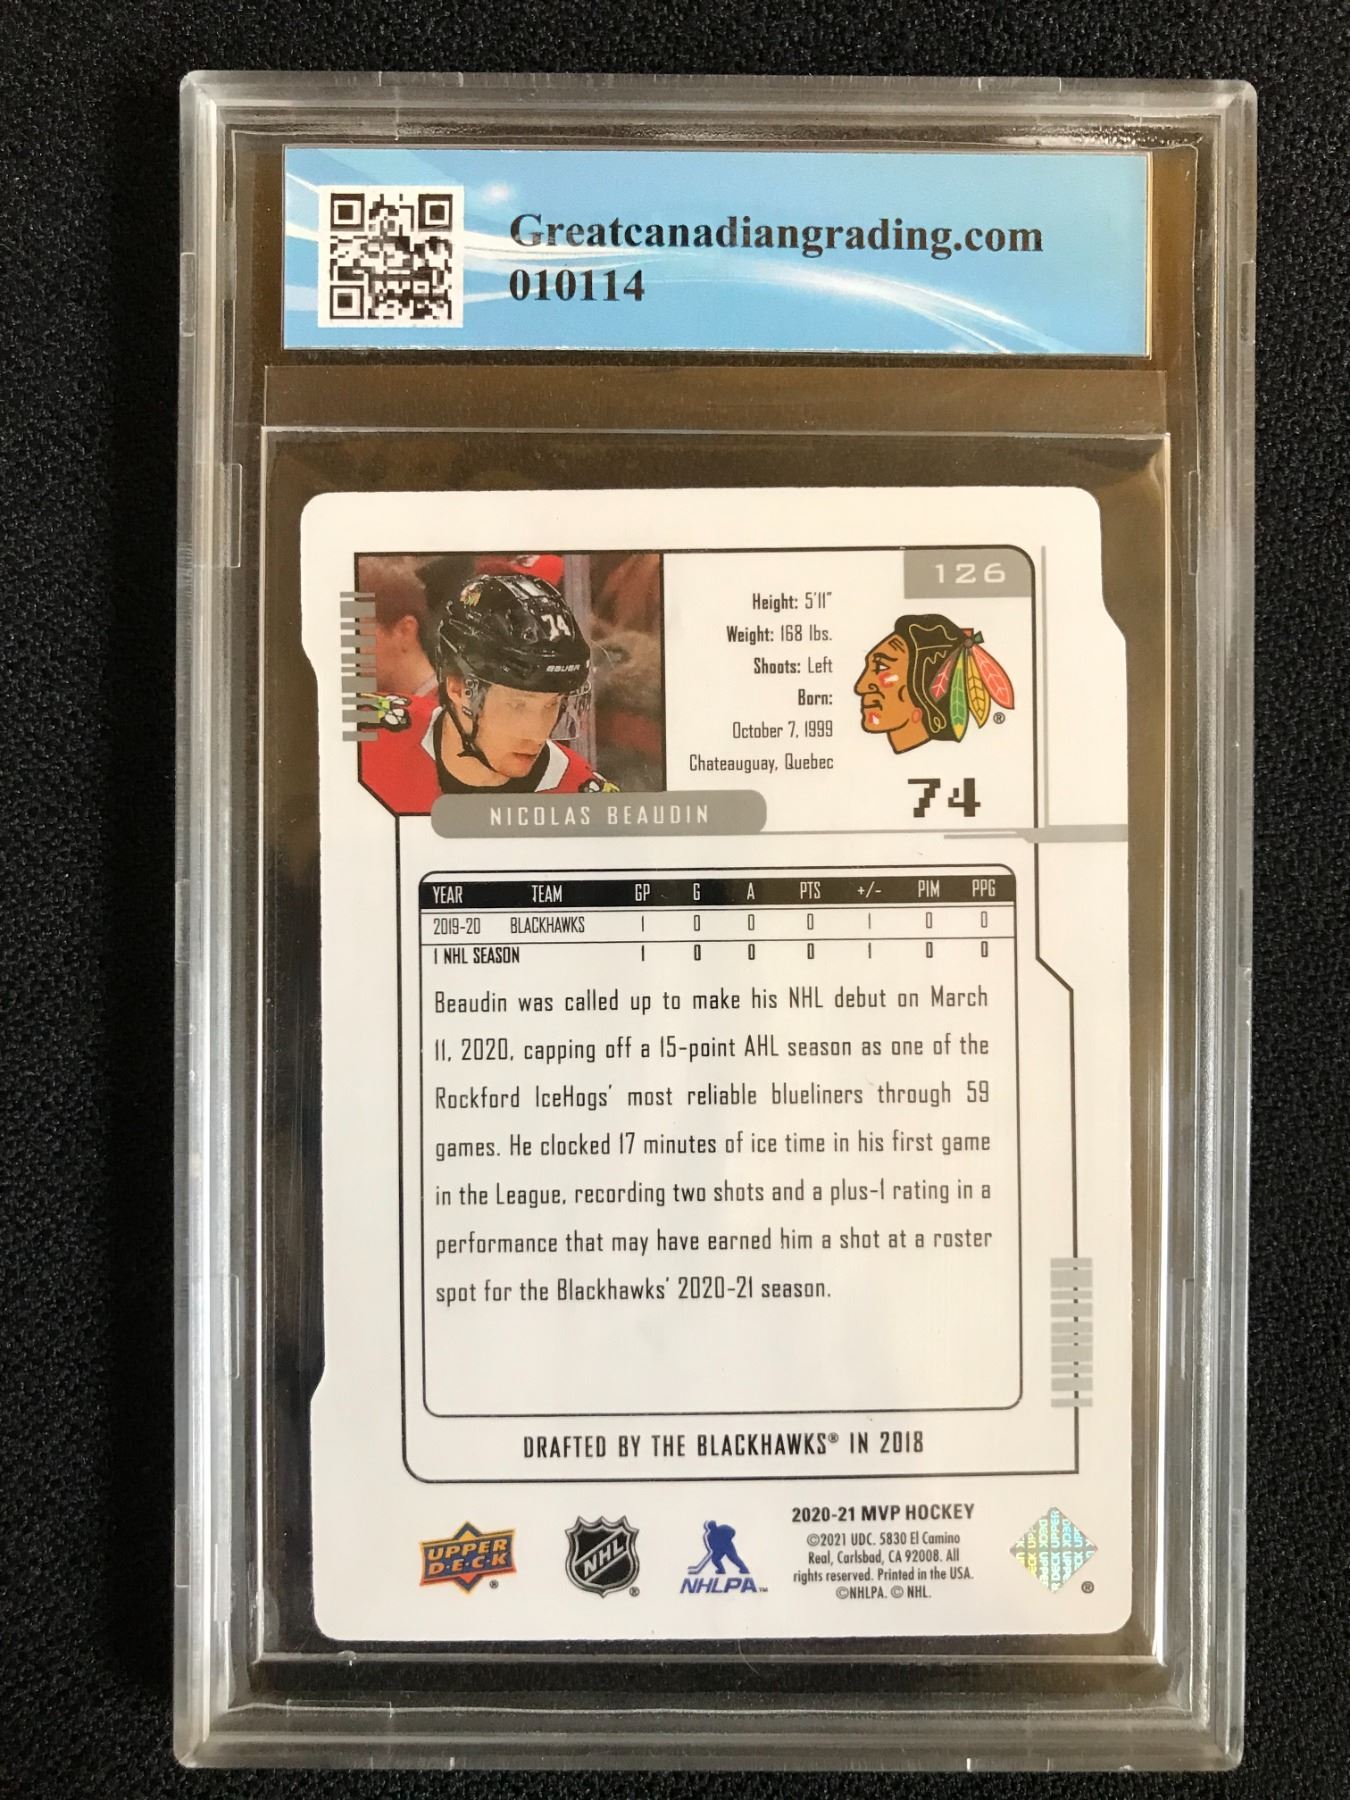 Greatcanadiangrading.com
010114
126
Height: 5'11"
Weight: 168 lbs.
Shoots: Left
Born:
October 7, 1999
Chateauguay, Quebec
74
BAUER
74
NICOLAS BEAUDIN
YEAR TEAM GP G A PTS +/- PIM PPG
2019-20 BLACKHAWKS 1 0 0 0 1 0 0
1 NHL SEASON 1 0 0 0 1 0 0
Beaudin was called up to make his NHL debut on March
11, 2020, capping off a 15-point AHL season as one of the
Rockford IceHogs' most reliable blueliners through 59
games. He clocked 17 minutes of ice time in his first game
in the League, recording two shots and a plus-1 rating in a
performance that may have earned him a shot at a roster
spot for the Blackhawks' 2020-21 season.
DRAFTED BY THE BLACKHAWKS® IN 2018
UPPER
D·E·C·K
®
NHL
®
NHLPA™
2020-21 MVP HOCKEY
©2021 UDC. 5830 El Camino
Real, Carlsbad, CA 92008. All
rights reserved. Printed in the USA.
©NHLPA. © NHL.
®